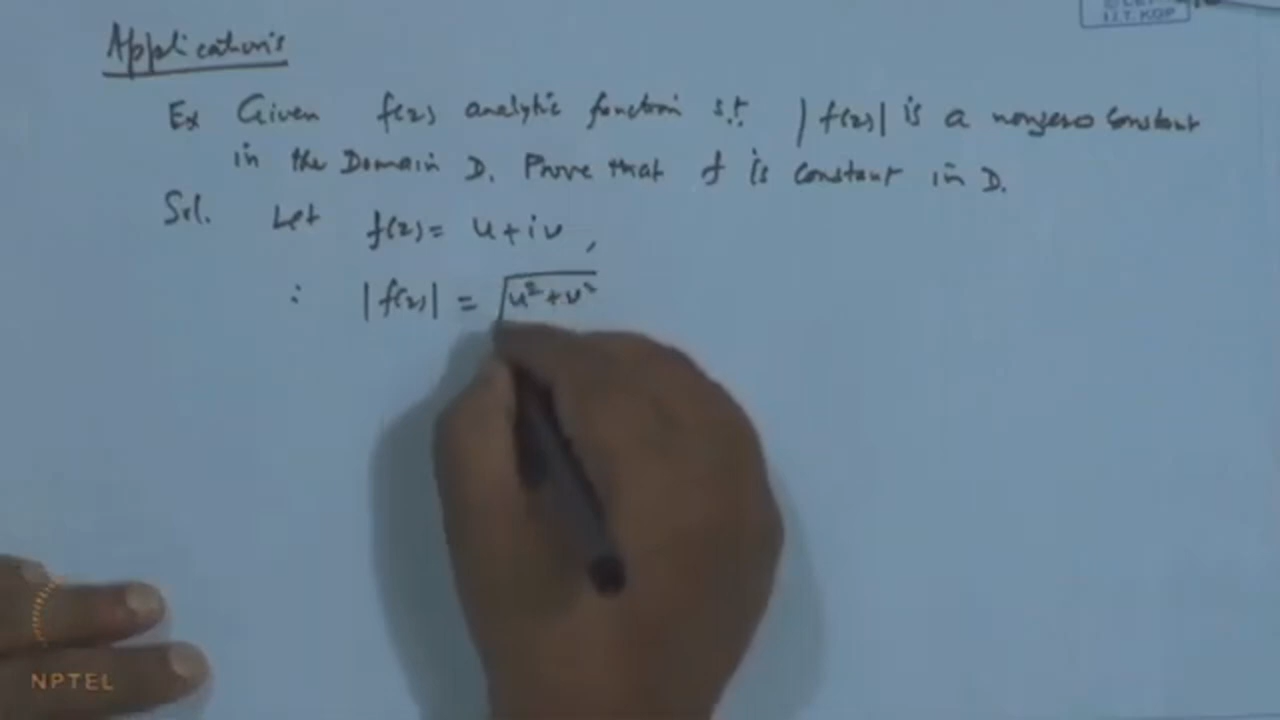 I.I.T. KGP
Applications
Ex Given f(z) analytic function s.t. |f(z)| is a nonzero constant
in the Domain D. Prove that f is constant in D.
Sol. Let f(z) = u + iv ,
∴ |f(z)| = √u² + v²
NPTEL